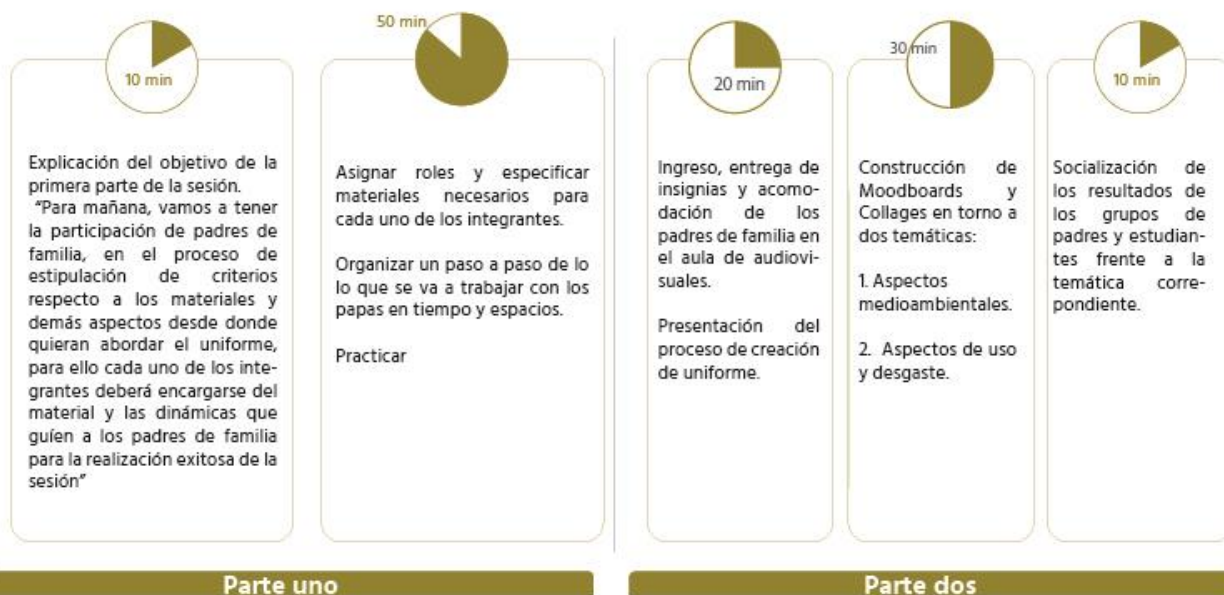 10 min
Explicación del objetivo de la
primera parte de la sesión.
“Para mañana, vamos a tener
la participación de padres de
familia, en el proceso de
estipulación de criterios
respecto a los materiales y
demás aspectos desde donde
quieran abordar el uniforme,
para ello cada uno de los inte-
grantes deberá encargarse del
material y las dinámicas que
guíen a los padres de familia
para la realización exitosa de la
sesión”
50 min
Asignar roles y especificar
materiales necesarios para
cada uno de los integrantes.
Organizar un paso a paso de lo
lo que se va a trabajar con los
papas en tiempo y espacios.
Practicar
Parte uno
20 min
Ingreso, entrega de
insignias y acomo-
dación de los
padres de familia en
el aula de audiovi-
suales.
Presentación del
proceso de creación
de uniforme.
30 min
Construcción de
Moodboards y
Collages en torno a
dos temáticas:
1. Aspectos
medioambientales.
2. Aspectos de uso
y desgaste.
10 min
Socialización de
los resultados de
los grupos de
padres y estudian-
tes frente a la
temática corre-
pondiente.
Parte dos